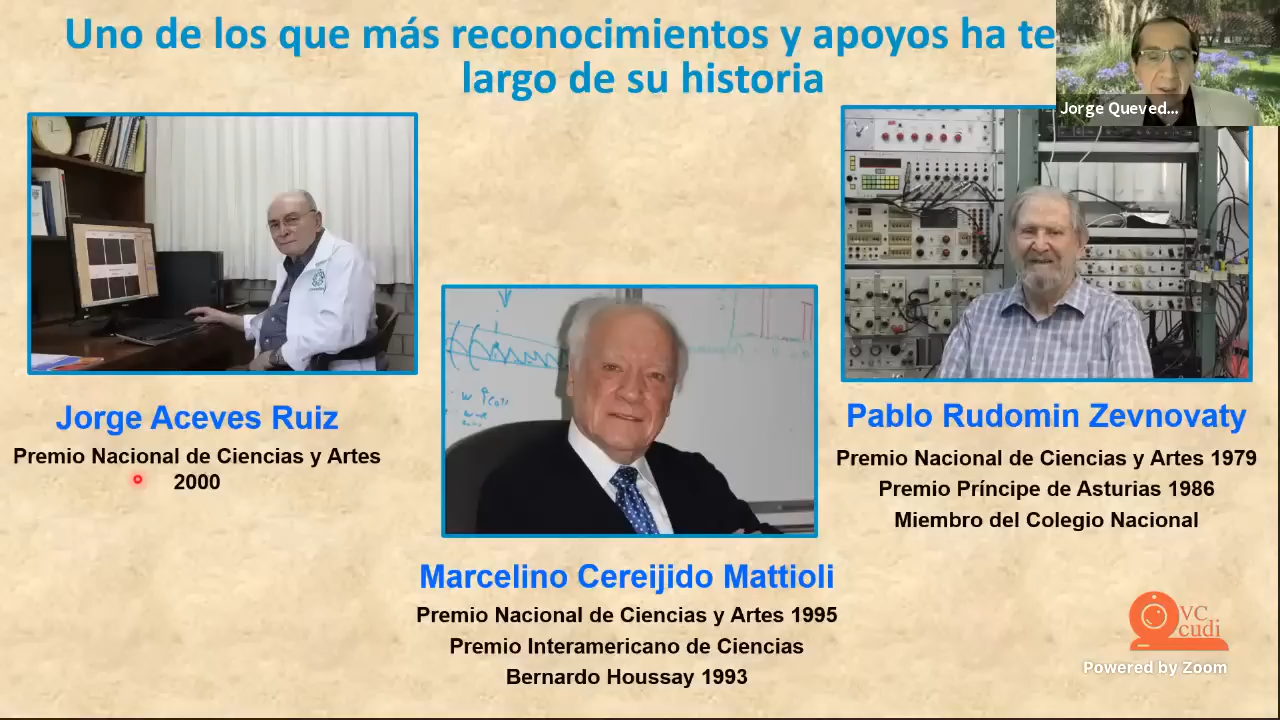 Uno de los que más reconocimientos y apoyos ha te
largo de su historia
Jorge Queved...
Jorge Aceves Ruiz
Premio Nacional de Ciencias y Artes
2000
Pablo Rudomin Zevnovaty
Premio Nacional de Ciencias y Artes 1979
Premio Príncipe de Asturias 1986
Miembro del Colegio Nacional
Marcelino Cereijido Mattioli
Premio Nacional de Ciencias y Artes 1995
Premio Interamericano de Ciencias
Bernardo Houssay 1993
VC
cudi
Powered by Zoom